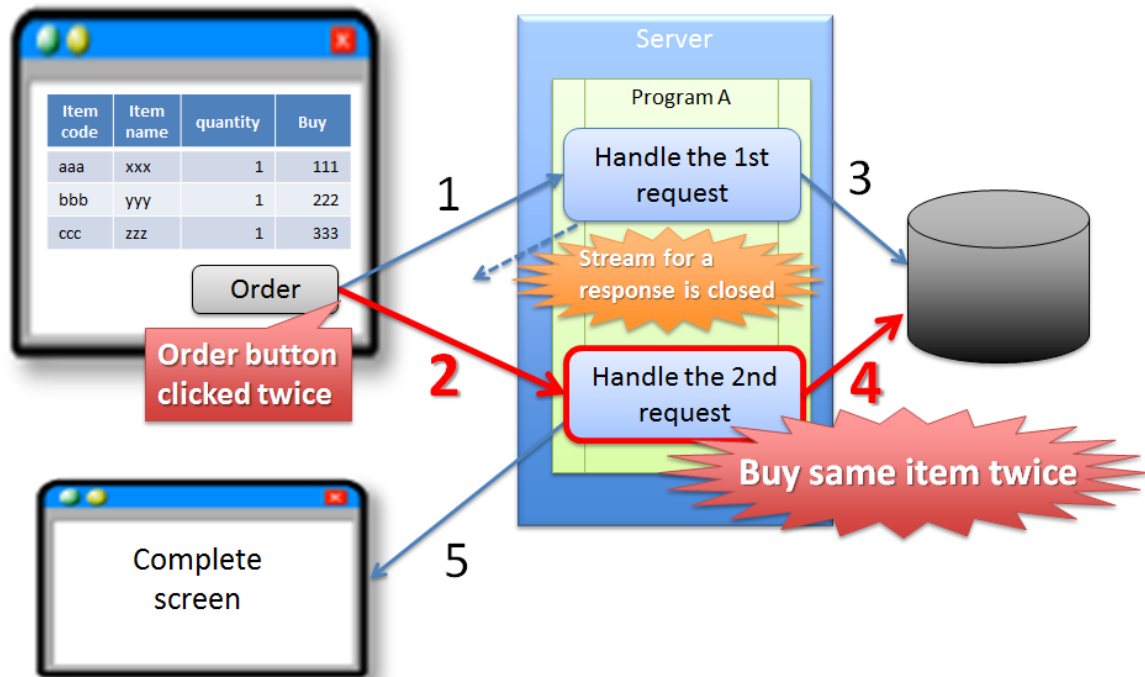 Item code
Item name
quantity
Buy
aaa xxx 1 111
bbb yyy 1 222
ccc zzz 1 333
Order
Order button
clicked twice
1
2
Server
Program A
Handle the 1st
request
Stream for a
response is closed
Handle the 2nd
request
3
4
Buy same item twice
5
Complete
screen